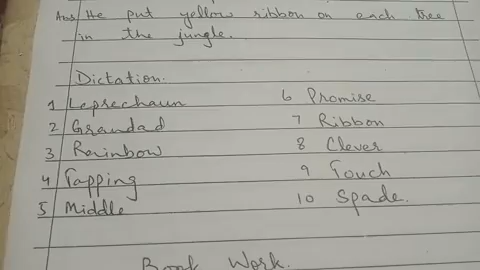 Ans He put yellow ribbon on each tree
in the jungle.
Dictation.
1 Leprechaun
2 Grandad
3 Rainbow
4 Tapping
5 Middle
6 Promise
7 Ribbon
8 Clever
9 Touch
10 Spade.
Book Work.